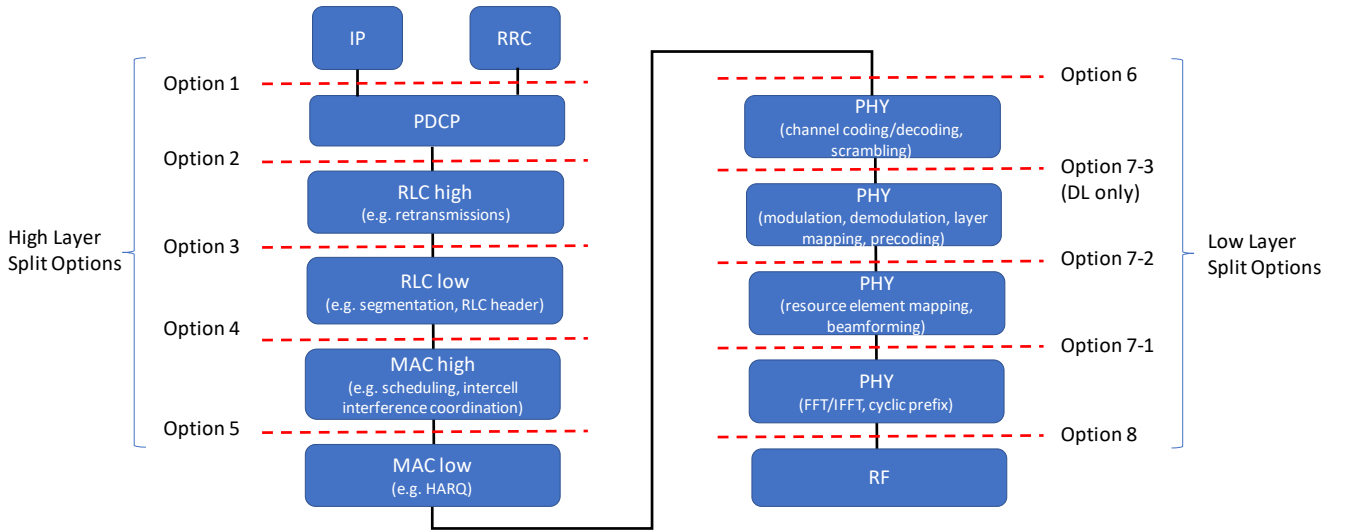 IP
RRC
Option 1
PDCP
Option 2
RLC high
(e.g. retransmissions)
Option 3
High Layer
Split Options
RLC low
(e.g. segmentation, RLC header)
Option 4
MAC high
(e.g. scheduling, intercell
interference coordination)
Option 5
MAC low
(e.g. HARQ)
Option 6
PHY
(channel coding/decoding,
scrambling)
Option 7-3
(DL only)
PHY
(modulation, demodulation, layer
mapping, precoding)
Low Layer
Split Options
Option 7-2
PHY
(resource element mapping,
beamforming)
Option 7-1
PHY
(FFT/IFFT, cyclic prefix)
Option 8
RF